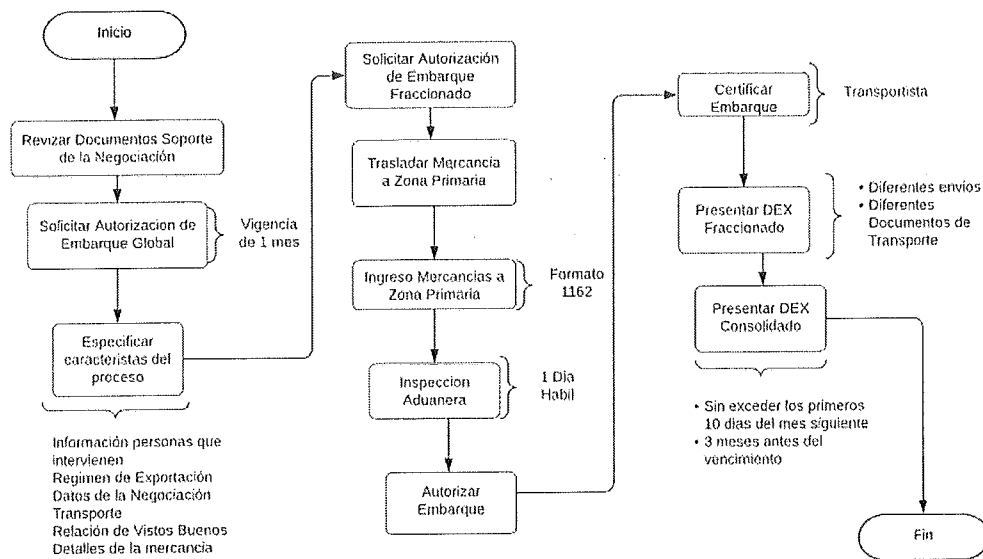 Inicio
Revizar Documentos Soporte
de la Negociación
Solicitar Autorizacion de
Embarque Global
Vigencia
de 1 mes
Especificar
caracteristas del
proceso
Información personas que
intervienen
Regimen de Exportación
Datos de la Negociación
Transporte
Relación de Vistos Buenos
Detalles de la mercancia
Solicitar Autorización
de Embarque
Fraccionado
Trasladar Mercancia
a Zona Primaria
Ingreso Mercancias a
Zona Primaria
Formato
1162
Inspeccion
Aduanera
1 Dia
Habil
Autorizar
Embarque
Certificar
Embarque
Transportista
Presentar DEX
Fraccionado
• Diferentes envios
• Diferentes
Documentos de
Transporte
Presentar DEX
Consolidado
• Sin exceder los primeros
10 dias del mes siguiente
• 3 meses antes del
vencimiento
Fin